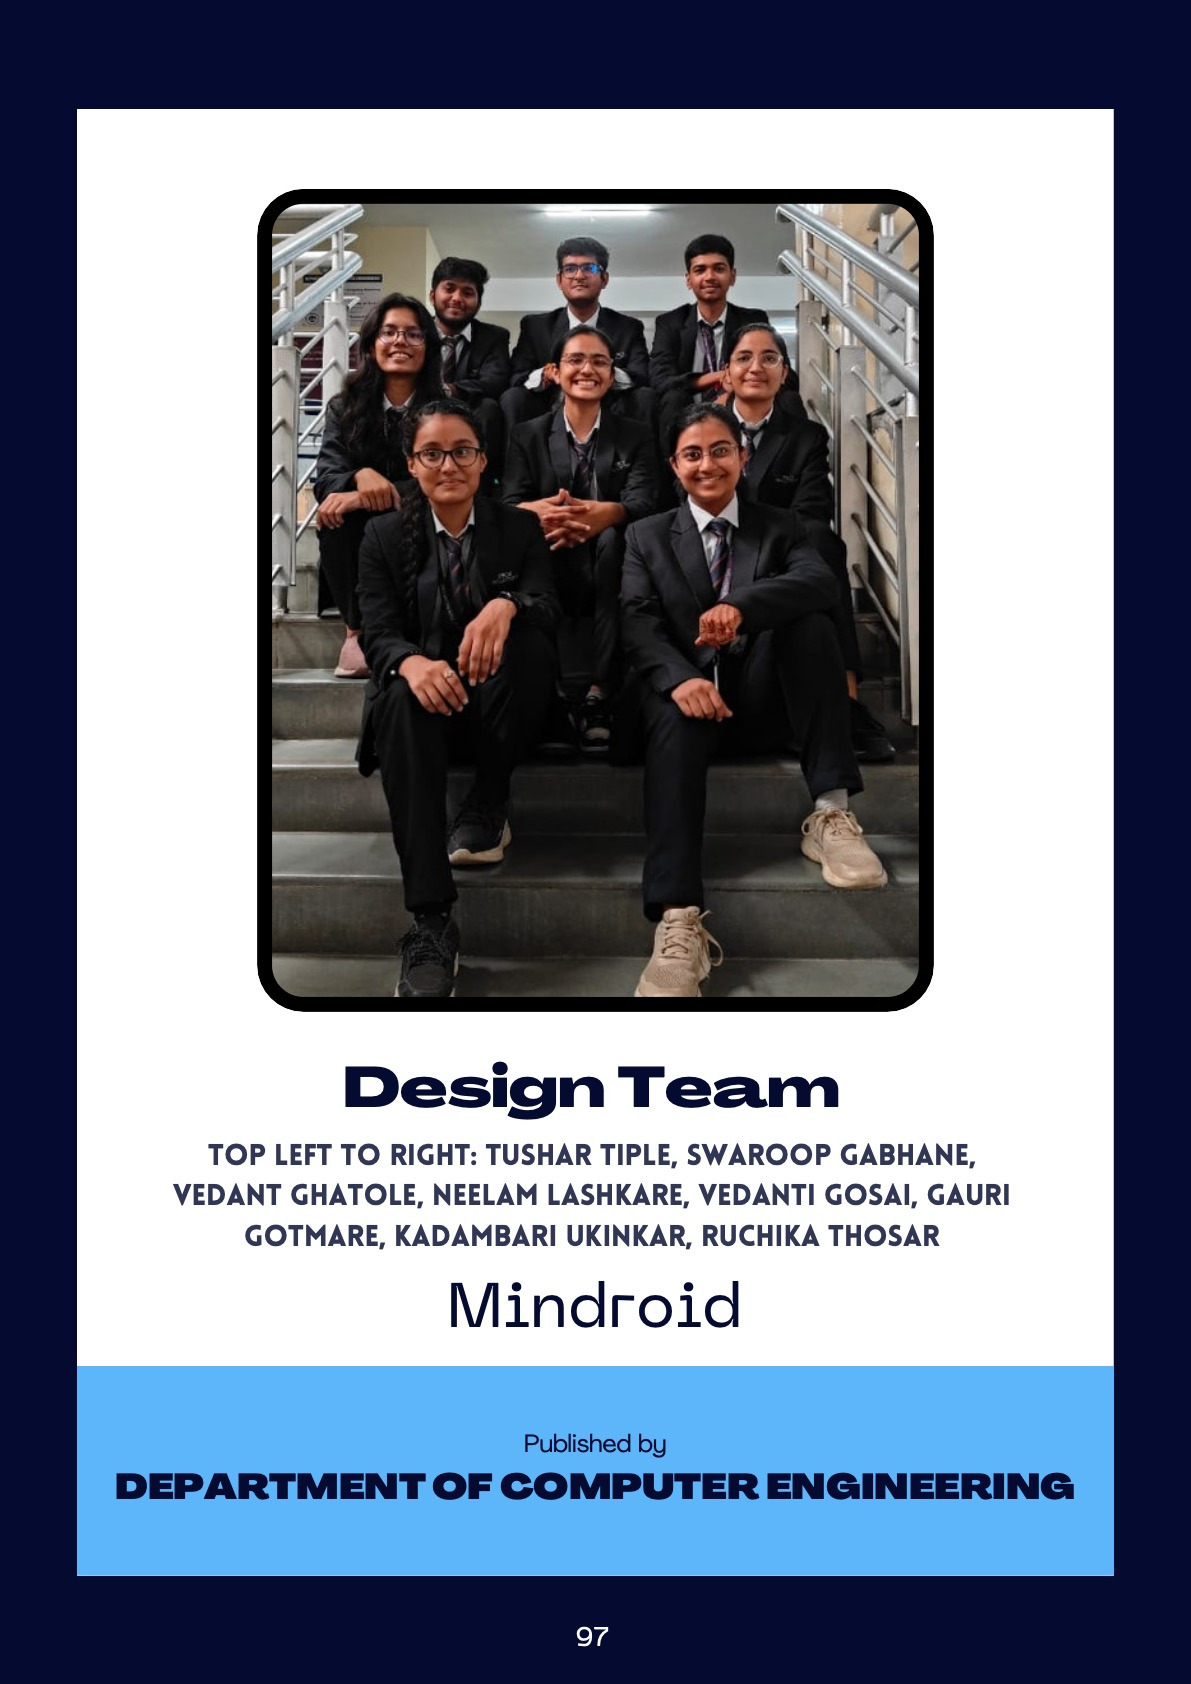 Design Team
TOP LEFT TO RIGHT: TUSHAR TIPLE, SWAROOP GABHANE,
VEDANT GHATOLE, NEELAM LASHKARE, VEDANTI GOSAI, GAURI
GOTMARE, KADAMBARI UKINKAR, RUCHIKA THOSAR
Mindroid
Published by
DEPARTMENT OF COMPUTER ENGINEERING
97